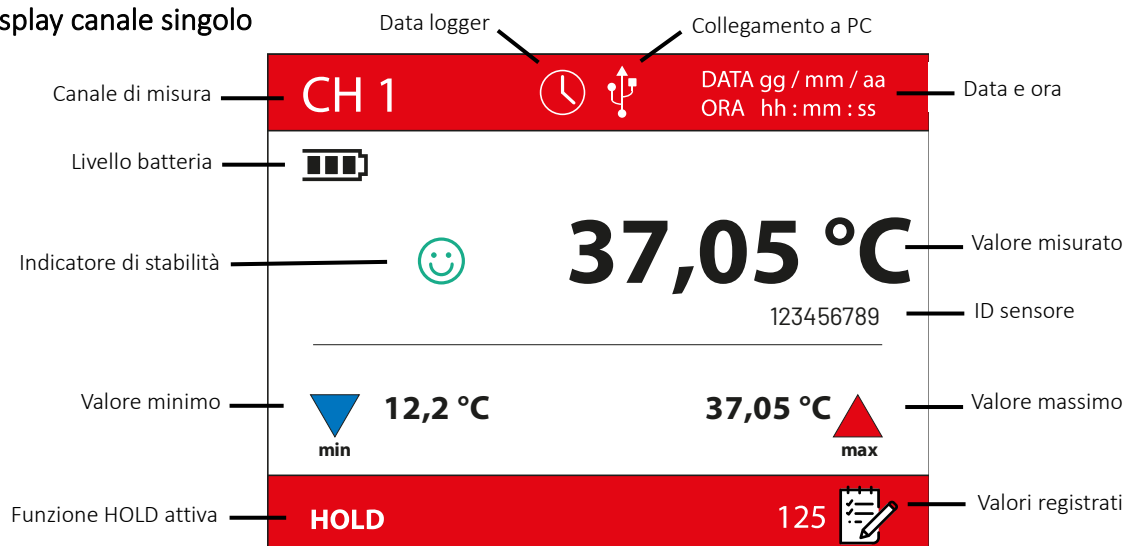 splay canale singolo
Data logger
Collegamento a PC
Canale di misura
CH 1
DATA gg / mm / aa
ORA hh : mm : ss
Data e ora
Livello batteria
Indicatore di stabilità
37,05 °C
Valore misurato
123456789
ID sensore
Valore minimo
12,2 °C
37,05 °C
Valore massimo
min
max
Funzione HOLD attiva
HOLD
125
Valori registrati